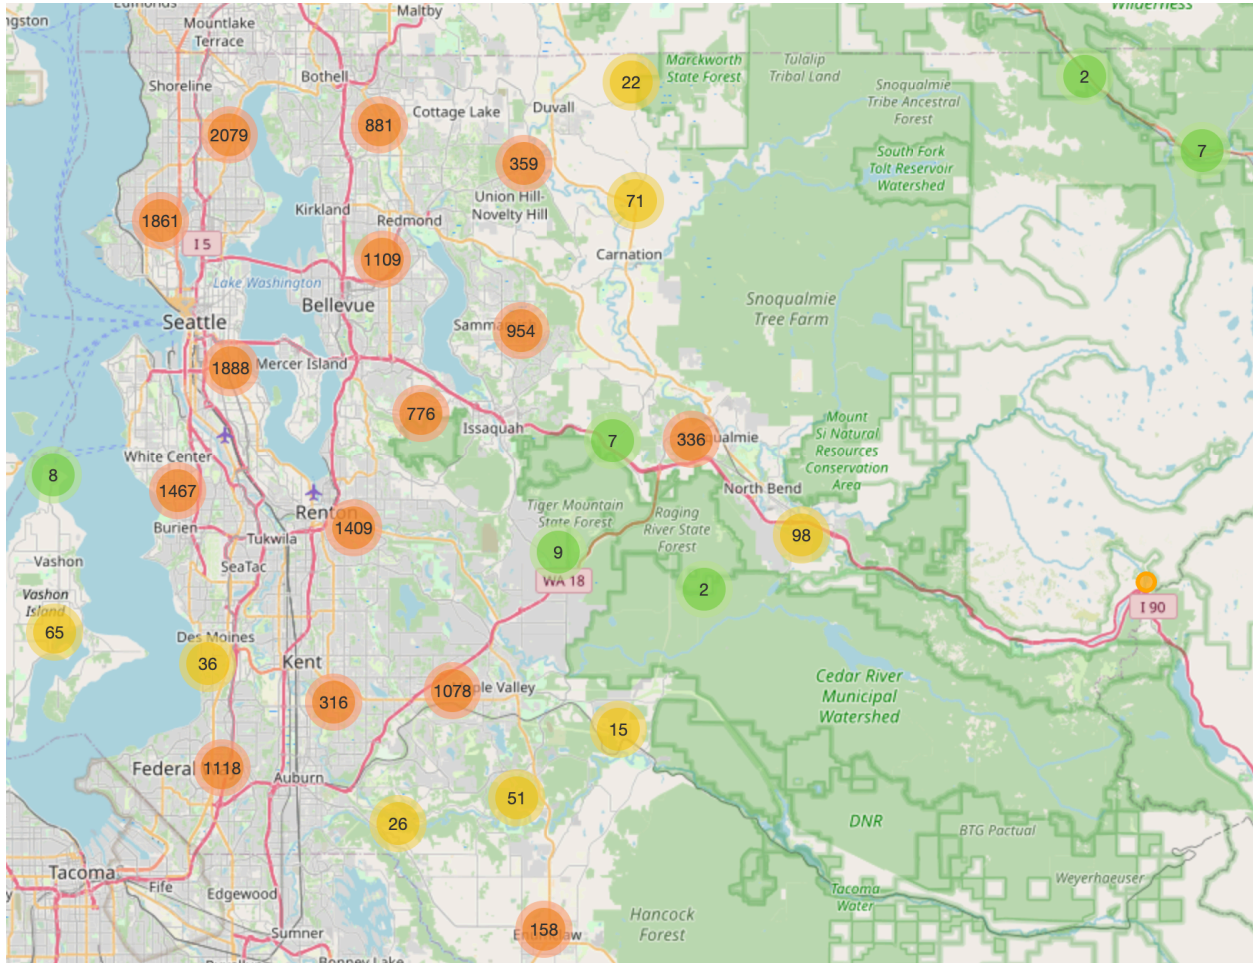 Maltby
Wilderness
Mountlake
Terrace
Marckworth
State Forest
Tulalip
Tribal Land
22
2
Bothell
Shoreline
Snoqualmie
Tribe Ancestral
Forest
Cottage Lake
Duvall
881
2079
7
South Fork
Tolt Reservoir
Watershed
359
Union Hill-
Novelty Hill
71
Kirkland
Redmond
1861
I 5
Carnation
1109
Lake Washington
Bellevue
Snoqualmie
Tree Farm
Seattle
954
Mercer Island
1888
776
Issaquah
7
336
Mount
Si Natural
Resources
Conservation
Area
White Center
8
1467
North Bend
Tiger Mountain
State Forest
Raging
River State
Forest
Renton
1409
Burien
Tukwila
98
9
WA 18
SeaTac
Vashon
2
Vashon
Island
I 90
65
Des Moines
36
Kent
Cedar River
Municipal
Watershed
316
1078
ple Valley
15
Federal
1118
Auburn
51
26
DNR
BTG Pactual
Tacoma
Fife
Edgewood
Weyerhaeuser
Tacoma
Water
Hancock
Forest
158
Sumner